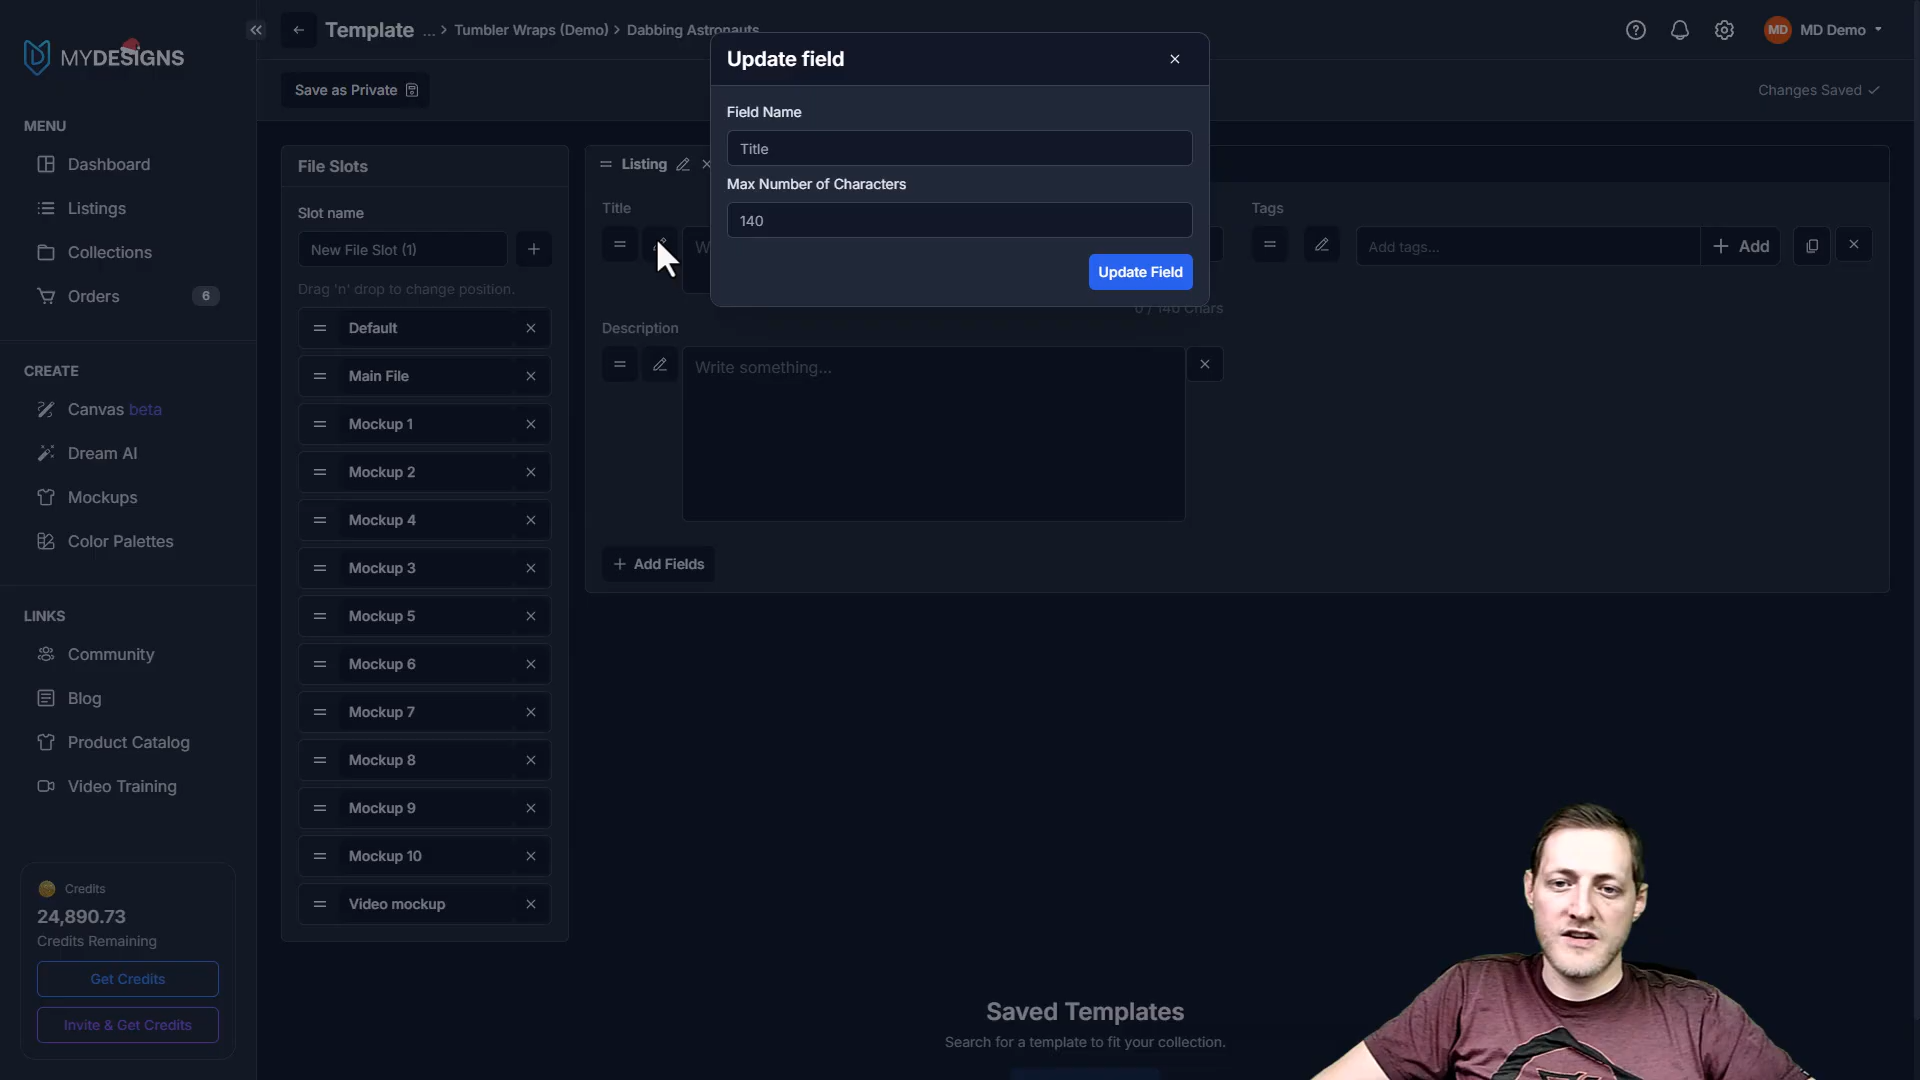 MYDESIGNS
MENU
Dashboard
Listings
Collections
Orders 6
CREATE
Canvas beta
Dream AI
Mockups
Color Palettes
LINKS
Community
Blog
Product Catalog
Video Training
Credits
24,890.73
Credits Remaining
Get Credits
Invite & Get Credits
Template ... > Tumbler Wraps (Demo) > Dabbing Astronauts
MD MD Demo
Save as Private
Changes Saved
File Slots
Slot name
New File Slot (1)
Drag 'n' drop to change position.
Default
Main File
Mockup 1
Mockup 2
Mockup 4
Mockup 3
Mockup 5
Mockup 6
Mockup 7
Mockup 8
Mockup 9
Mockup 10
Video mockup
Update field
Field Name
Title
Max Number of Characters
140
Update Field
Listing
Title
0 / 140 Chars
Tags
Add tags...
Add
Description
Write something...
Add Fields
Saved Templates
Search for a template to fit your collection.